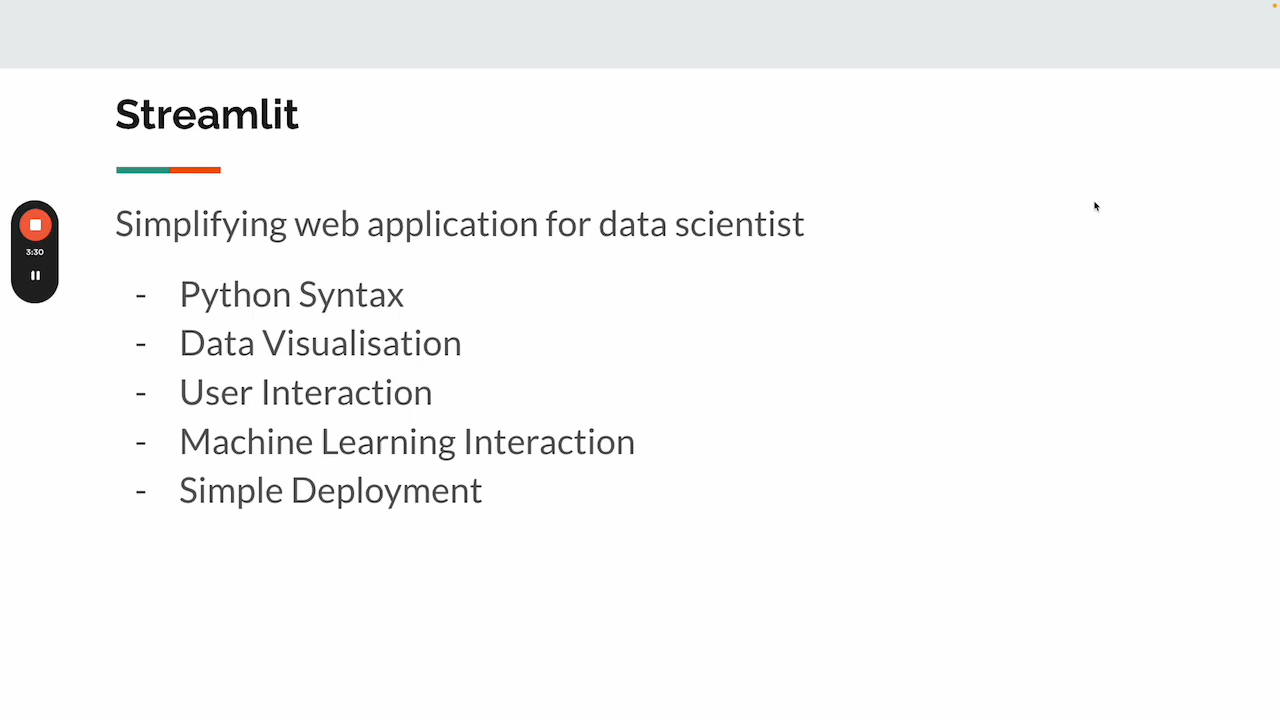 Streamlit
Simplifying web application for data scientist
3:30
- Python Syntax
- Data Visualisation
- User Interaction
- Machine Learning Interaction
- Simple Deployment